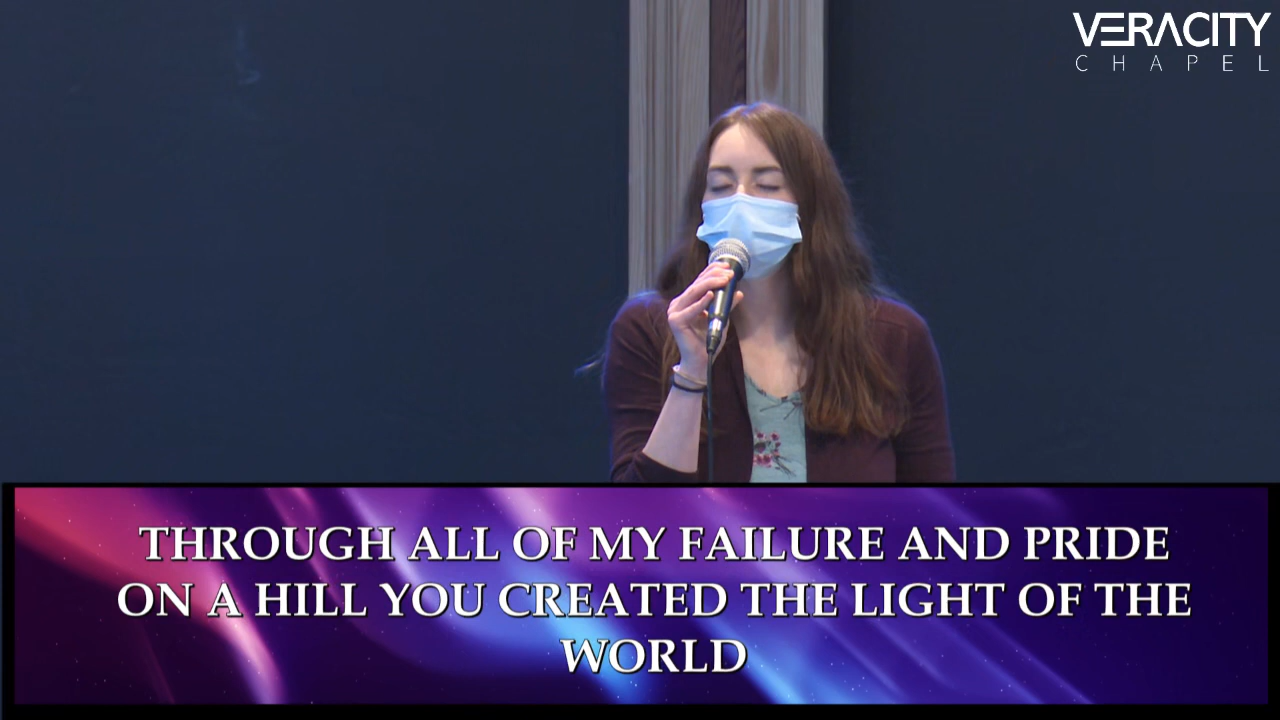 VERACITY
CHAPEL
THROUGH ALL OF MY FAILURE AND PRIDE
ON A HILL YOU CREATED THE LIGHT OF THE
WORLD